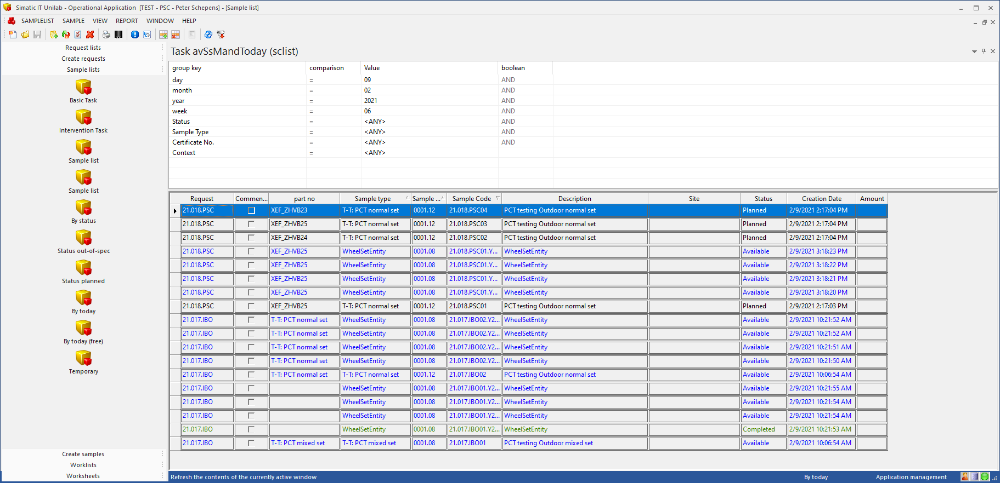 Simatic IT Unilab - Operational Application  [TEST - PSC - Peter Schepens] - [Sample list]
SAMPLELIST SAMPLE VIEW REPORT WINDOW HELP
Request lists
Create requests
Sample lists
Basic Task
Intervention Task
Sample list
Sample list
By status
Status out-of-spec
Status planned
By today
By today (free)
Temporary
Create samples
Worklists
Worksheets
Task avSsMandToday (sclist)
group key comparison Value boolean
day = 09 AND
month = 02 AND
year = 2021 AND
week = 06 AND
Status = <ANY> AND
Sample Type = <ANY> AND
Certificate No. = <ANY> AND
Context = <ANY>
Request Commen... part no Sample type Sample ... Sample Code Description Site Status Creation Date Amount
21.018.PSC XEF_ZHVB23 T-T: PCT normal set 0001.12 21.018.PSC04 PCT testing Outdoor normal set Planned 2/9/2021 2:17:04 PM
21.018.PSC XEF_ZHVB25 T-T: PCT normal set 0001.12 21.018.PSC03 PCT testing Outdoor normal set Planned 2/9/2021 2:17:04 PM
21.018.PSC XEF_ZHVB24 T-T: PCT normal set 0001.12 21.018.PSC02 PCT testing Outdoor normal set Planned 2/9/2021 2:17:04 PM
21.018.PSC XEF_ZHVB25 WheelSetEntity 0001.08 21.018.PSC01.Y... WheelSetEntity Available 2/9/2021 3:18:23 PM
21.018.PSC XEF_ZHVB25 WheelSetEntity 0001.08 21.018.PSC01.Y... WheelSetEntity Available 2/9/2021 3:18:22 PM
21.018.PSC XEF_ZHVB25 WheelSetEntity 0001.08 21.018.PSC01.Y... WheelSetEntity Available 2/9/2021 3:18:21 PM
21.018.PSC XEF_ZHVB25 WheelSetEntity 0001.08 21.018.PSC01.Y... WheelSetEntity Available 2/9/2021 3:18:20 PM
21.018.PSC XEF_ZHVB25 T-T: PCT normal set 0001.12 21.018.PSC01 PCT testing Outdoor normal set Planned 2/9/2021 2:17:03 PM
21.017.IBO T-T: PCT normal set WheelSetEntity 0001.08 21.017.IBO02.Y2... WheelSetEntity Available 2/9/2021 10:21:52 AM
21.017.IBO T-T: PCT normal set WheelSetEntity 0001.08 21.017.IBO02.Y2... WheelSetEntity Available 2/9/2021 10:21:52 AM
21.017.IBO T-T: PCT normal set WheelSetEntity 0001.08 21.017.IBO02.Y2... WheelSetEntity Available 2/9/2021 10:21:51 AM
21.017.IBO T-T: PCT normal set WheelSetEntity 0001.08 21.017.IBO02.Y2... WheelSetEntity Available 2/9/2021 10:21:50 AM
21.017.IBO T-T: PCT normal set T-T: PCT normal set 0001.12 21.017.IBO02 PCT testing Outdoor normal set Available 2/9/2021 10:06:54 AM
21.017.IBO WheelSetEntity 0001.08 21.017.IBO01.Y2... WheelSetEntity Available 2/9/2021 10:21:55 AM
21.017.IBO WheelSetEntity 0001.08 21.017.IBO01.Y2... WheelSetEntity Available 2/9/2021 10:21:54 AM
21.017.IBO WheelSetEntity 0001.08 21.017.IBO01.Y2... WheelSetEntity Available 2/9/2021 10:21:54 AM
21.017.IBO WheelSetEntity 0001.08 21.017.IBO01.Y2... WheelSetEntity Completed 2/9/2021 10:21:53 AM
21.017.IBO T-T: PCT mixed set T-T: PCT mixed set 0001.08 21.017.IBO01 PCT testing Outdoor mixed set Available 2/9/2021 10:06:54 AM
Refresh the contents of the currently active window By today Application management